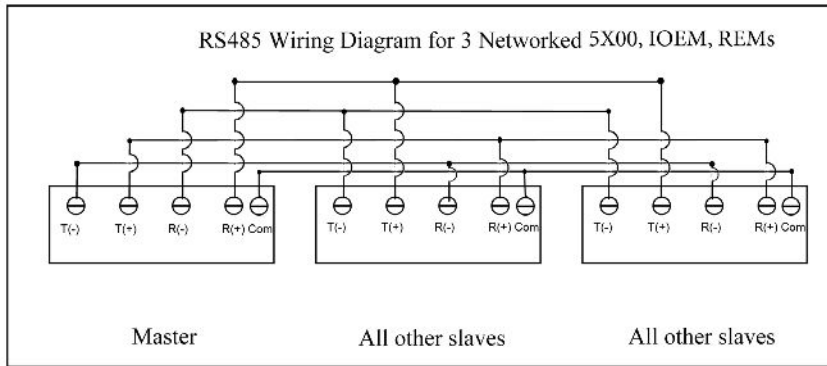 RS485 Wiring Diagram for 3 Networked 5X00, IOEM, REMs
T(-) T(+) R(-) R(+) Com T(-) T(+) R(-) R(+) Com T(-) T(+) R(-) R(+) Com
Master All other slaves All other slaves